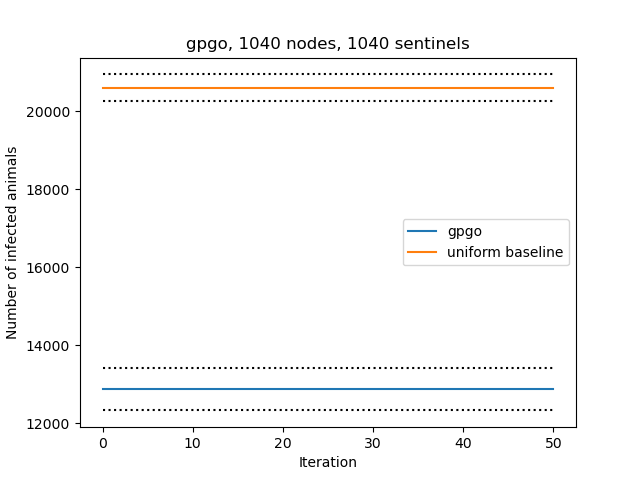 gpgo, 1040 nodes, 1040 sentinels
Number of infected animals
20000
18000
16000
14000
12000
gpgo
uniform baseline
0 10 20 30 40 50
Iteration